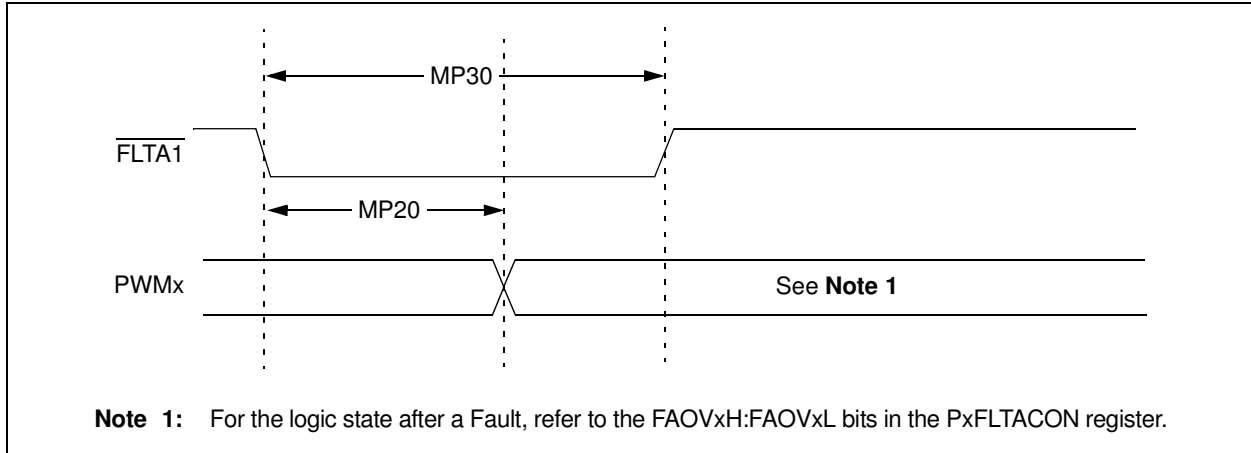 MP30
FLTA1
MP20
PWMx
See Note 1
Note 1: For the logic state after a Fault, refer to the FAOVxH:FAOVxL bits in the PxFLTACON register.